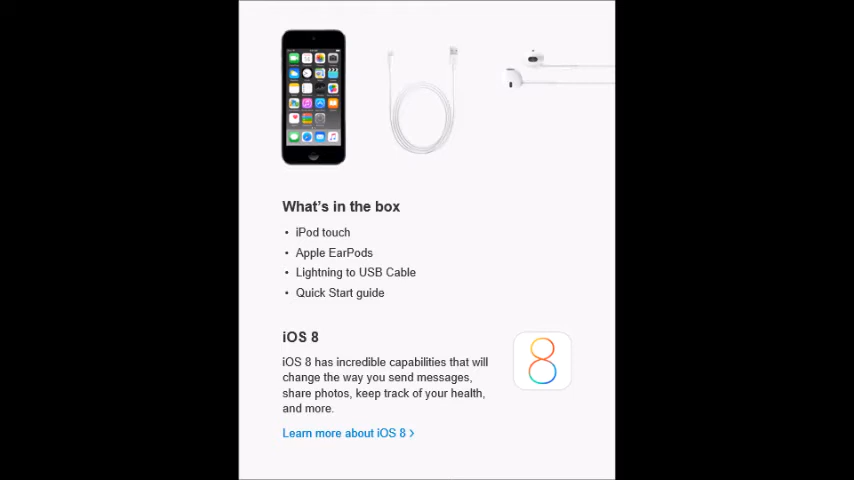 What's in the box
• iPod touch
• Apple EarPods
• Lightning to USB Cable
• Quick Start guide
iOS 8
iOS 8 has incredible capabilities that will
change the way you send messages,
share photos, keep track of your health,
and more.
Learn more about iOS 8 >
8